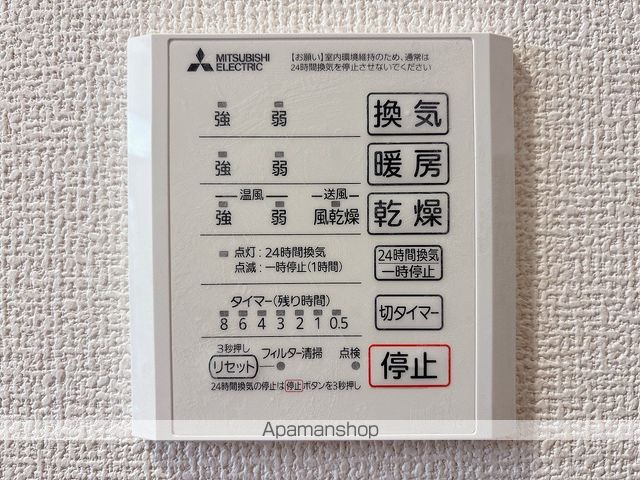 MITSUBISHI
ELECTRIC
【お願い】室内環境維持のため、通常は
24時間換気を停止させないでください
強 弱 換気
強 弱 暖房
温風 送風
強 弱 風乾燥 乾燥
点灯：24時間換気
点滅：一時停止(1時間)
24時間換気
一時停止
タイマー(残り時間)
8 6 4 3 2 1 0.5
切タイマー
3秒押し
リセット フィルター清掃 点検
停止
24時間換気の停止は停止ボタンを3秒押し
Apamanshop